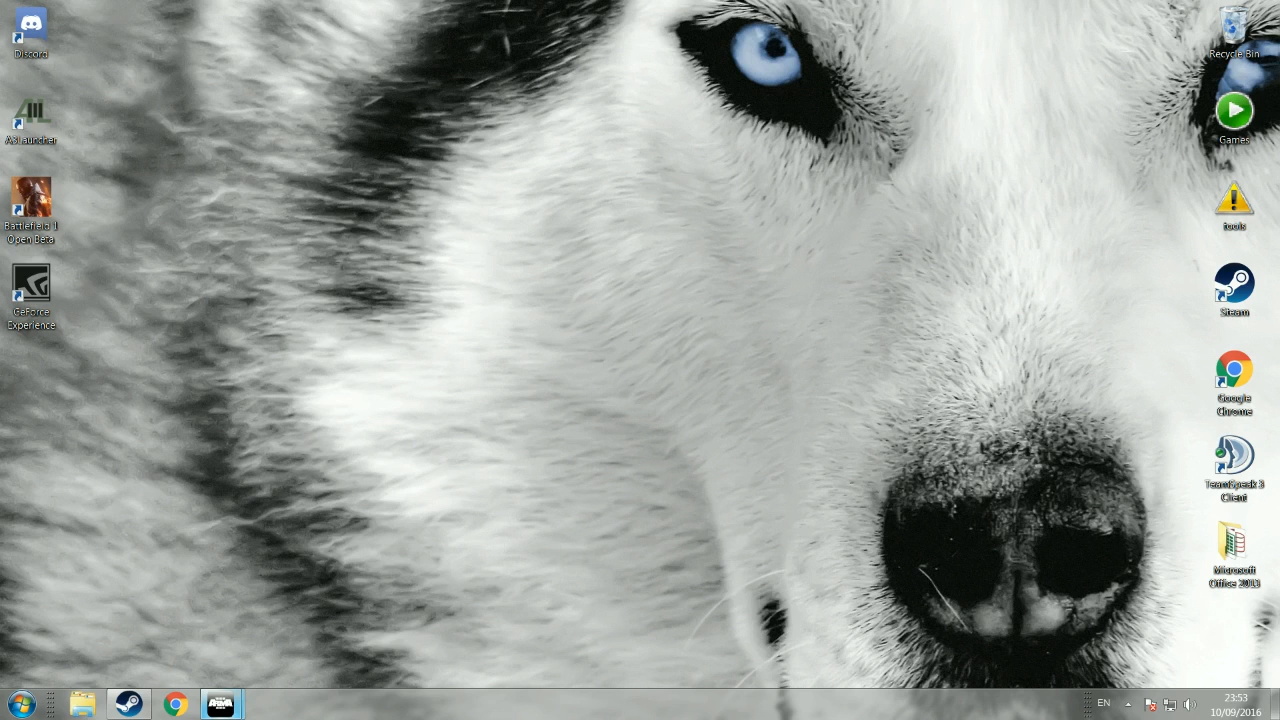 Discord
A3Launcher
Battlefield 1
Open Beta
GeForce
Experience
Recycle Bin
Games
tools
Steam
Google
Chrome
TeamSpeak 3
Client
Microsoft
Office 2013
ARMA
EN
23:53
10/09/2016